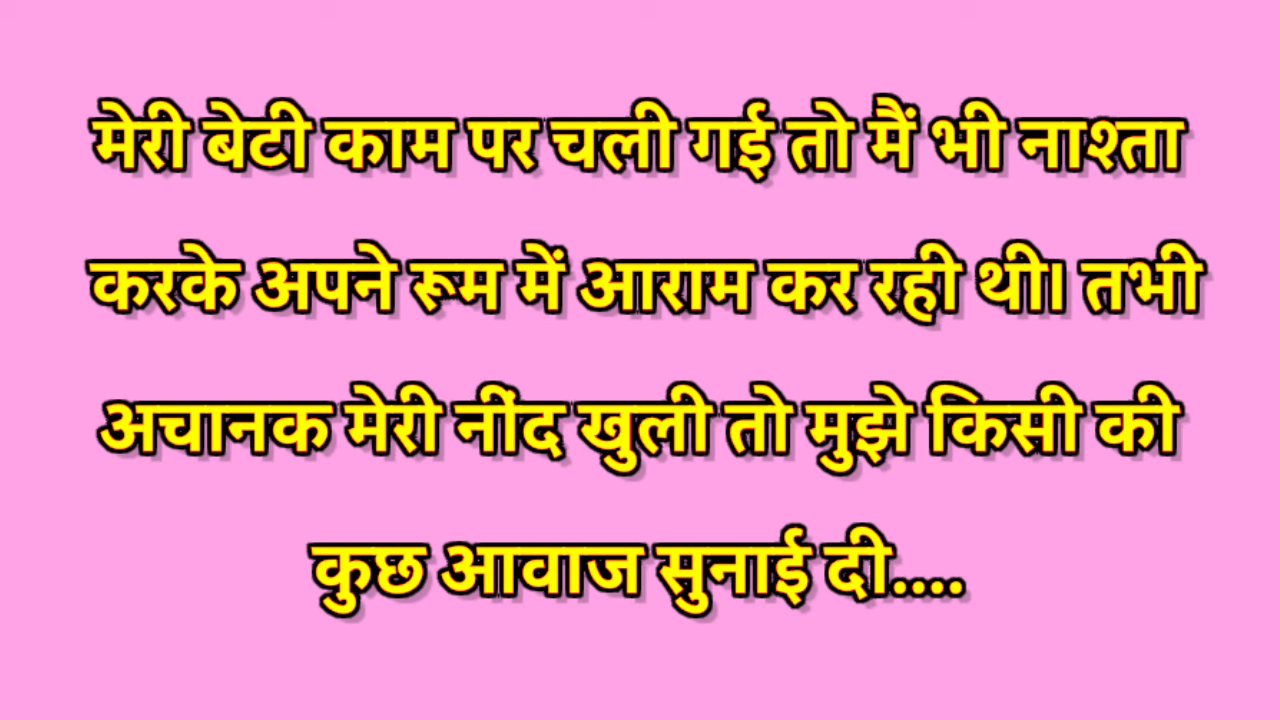 मेरी बेटी काम पर चली गई तो मैं भी नाश्ता
करके अपने रूम में आराम कर रही थी। तभी
अचानक मेरी नींद खुली तो मुझे किसी की
कुछ आवाज सुनाई दी....